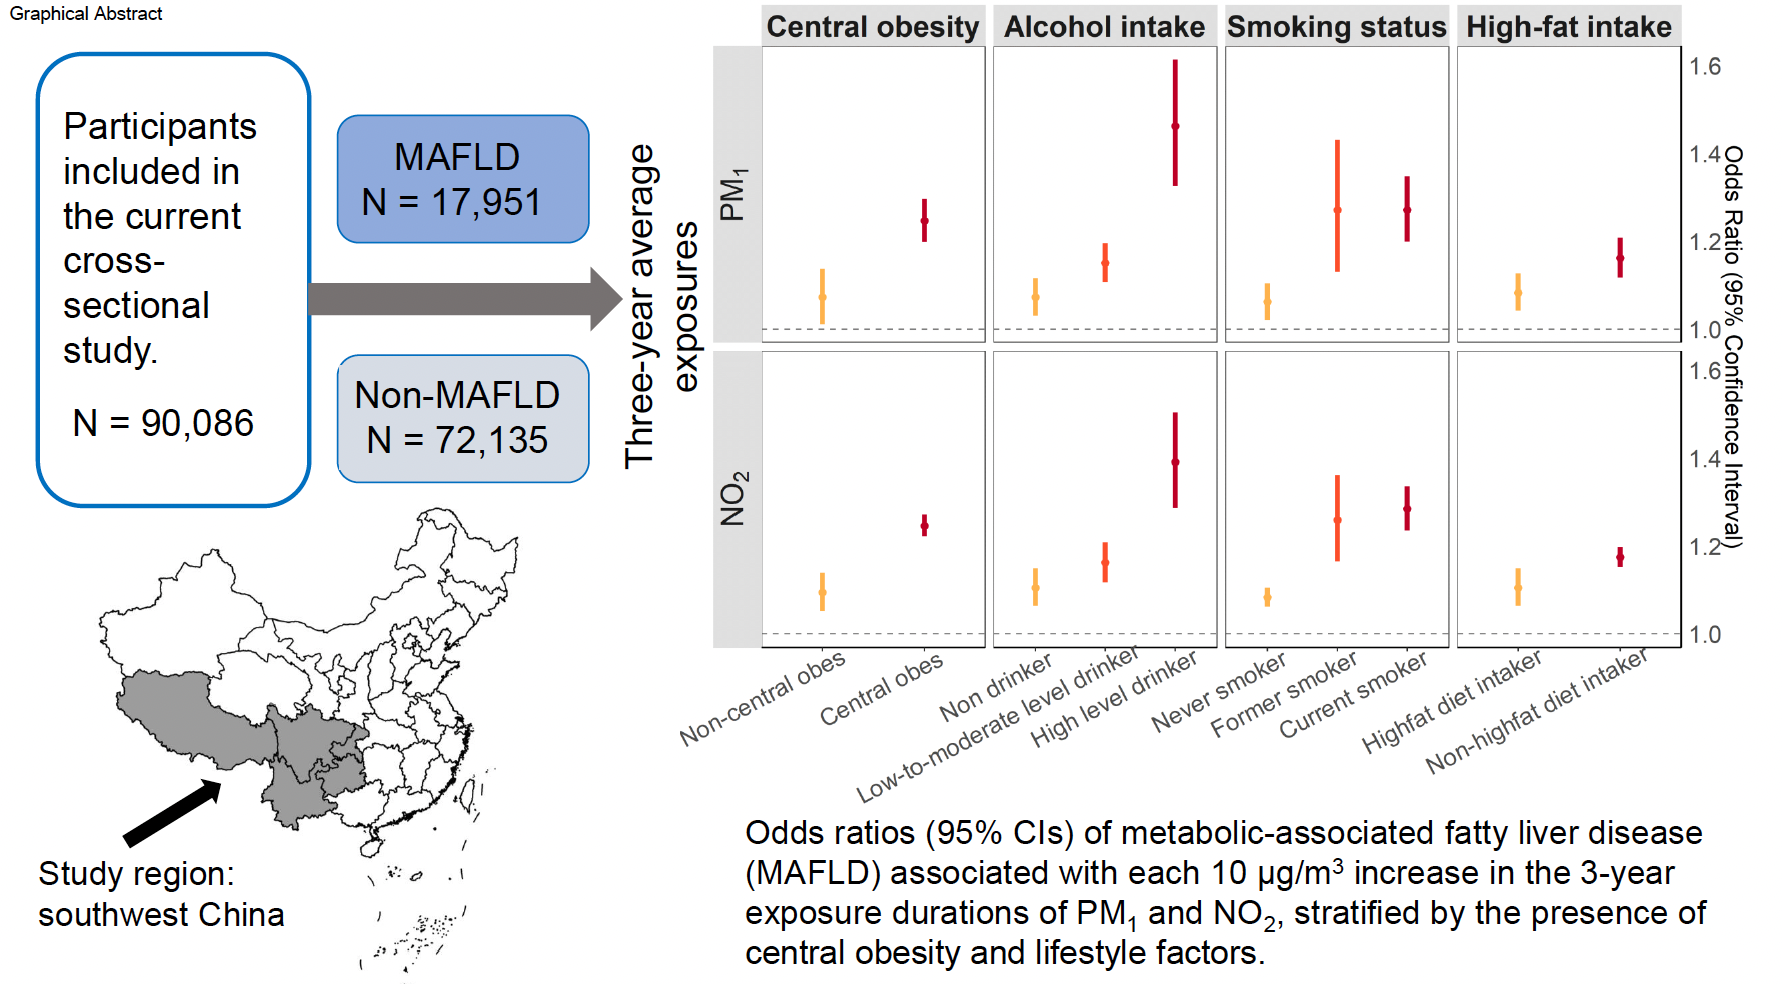 Graphical Abstract
Participants
included in
the current
cross-
sectional
study.
N = 90,086
MAFLD
N = 17,951
Non-MAFLD
N = 72,135
Three-year average
exposures
Study region:
southwest China
Central obesity
Alcohol intake
Smoking status
High-fat intake
PM₁
NO₂
1.6
1.4
1.2
1.0
1.6
1.4
1.2
1.0
Odds Ratio (95% Confidence Interval)
Non-central obes
Central obes
Non drinker
Low-to-moderate level drinker
High level drinker
Never smoker
Former smoker
Current smoker
Highfat diet intaker
Non-highfat diet intaker
Odds ratios (95% CIs) of metabolic-associated fatty liver disease
(MAFLD) associated with each 10 μg/m³ increase in the 3-year
exposure durations of PM₁ and NO₂, stratified by the presence of
central obesity and lifestyle factors.